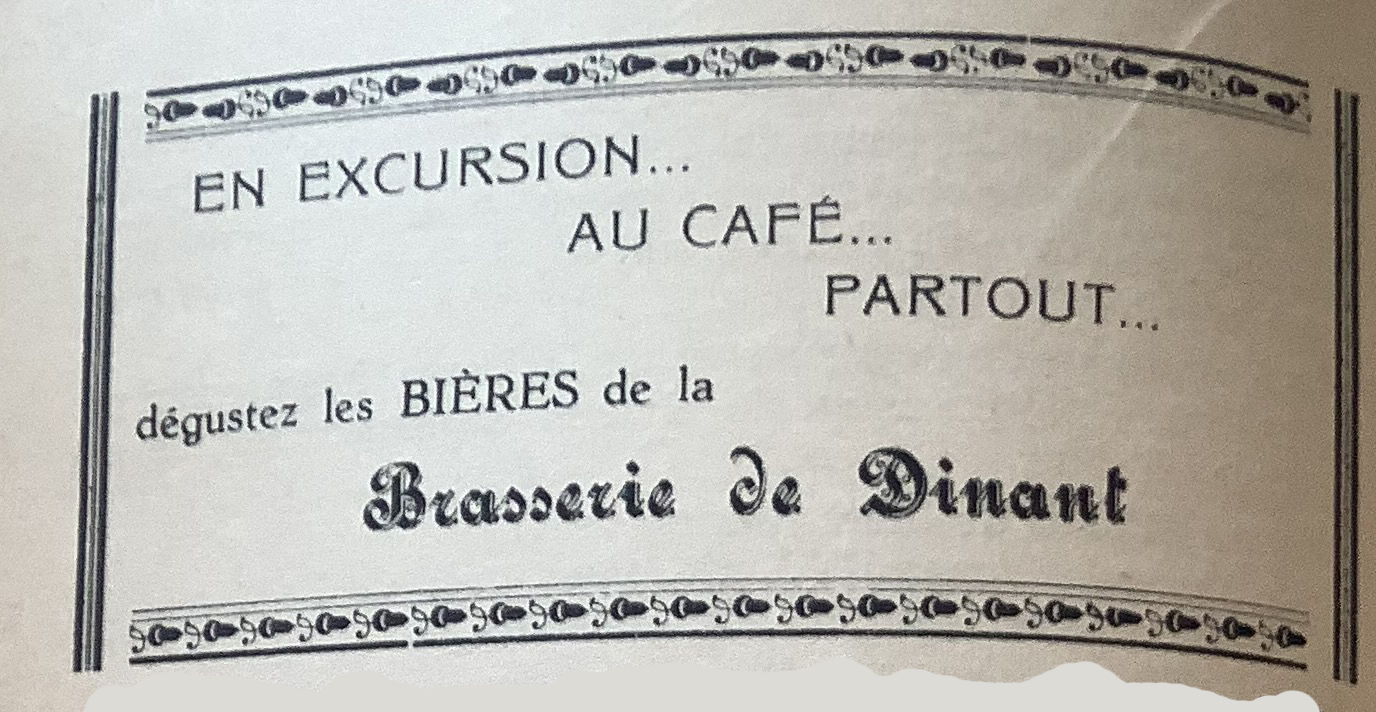 EN EXCURSION...
AU CAFÉ...
PARTOUT...
dégustez les BIÈRES de la
Brasserie de Dinant